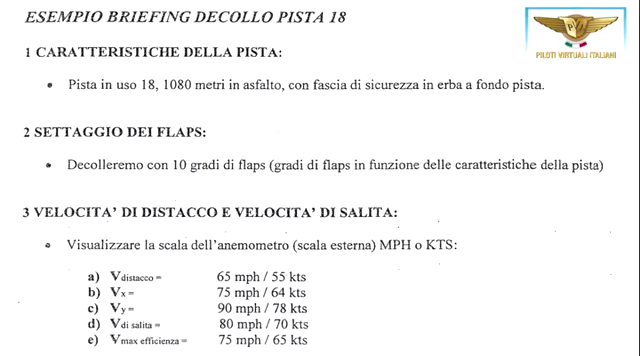 ESEMPIO BRIEFING DECOLLO PISTA 18
PVI
PILOTI VIRTUALI ITALIANI
1 CARATTERISTICHE DELLA PISTA:
• Pista in uso 18, 1080 metri in asfalto, con fascia di sicurezza in erba a fondo pista.
2 SETTAGGIO DEI FLAPS:
• Decolleremo con 10 gradi di flaps (gradi di flaps in funzione delle caratteristiche della pista)
3 VELOCITA' DI DISTACCO E VELOCITA' DI SALITA:
• Visualizzare la scala dell'anemometro (scala esterna) MPH o KTS:
a) Vdistacco = 65 mph / 55 kts
b) Vx = 75 mph / 64 kts
c) Vy = 90 mph / 78 kts
d) Vdi salita = 80 mph / 70 kts
e) Vmax efficienza = 75 mph / 65 kts